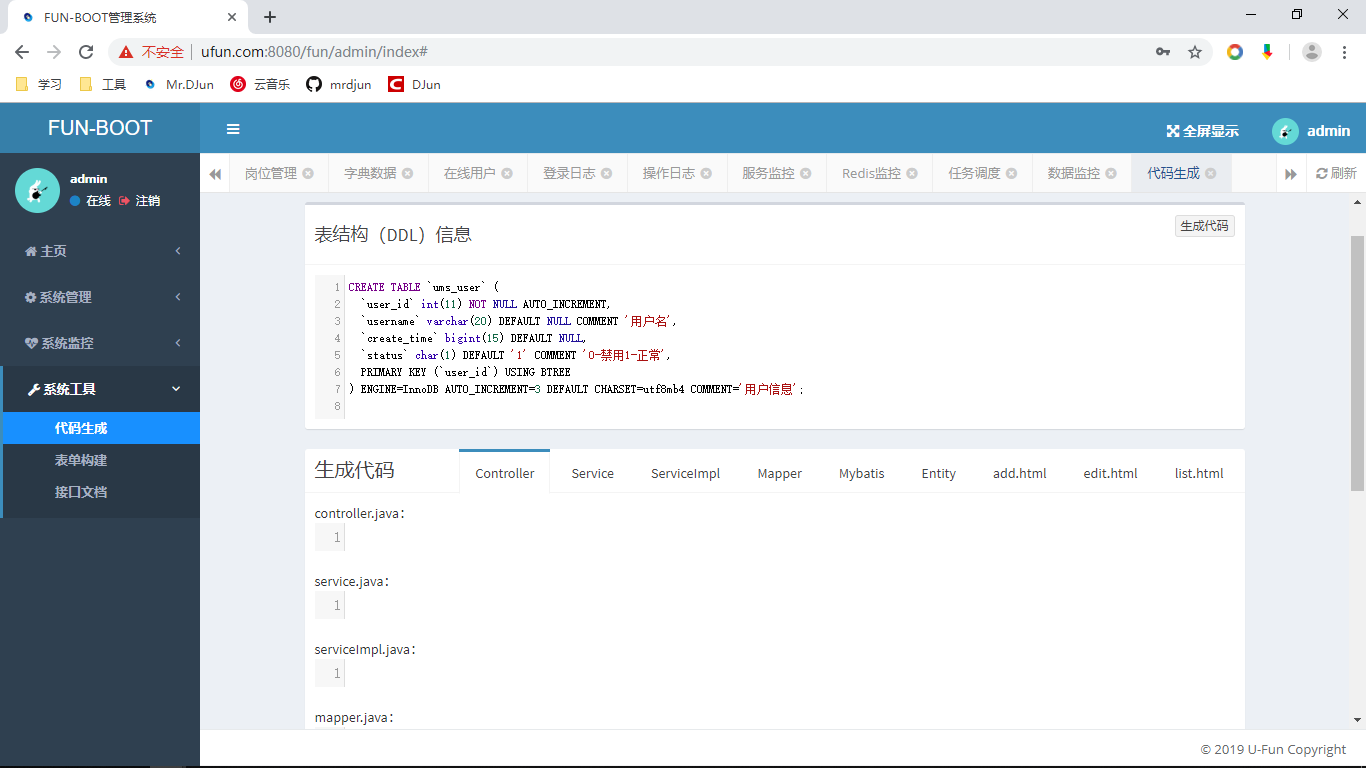 FUN-BOOT管理系统
不安全 ufun.com:8080/fun/admin/index#
学习 工具 Mr.DJun 云音乐 mrdjun DJun
FUN-BOOT 全屏显示 admin
admin
在线 注销
岗位管理 字典数据 在线用户 登录日志 操作日志 服务监控 Redis监控 任务调度 数据监控 代码生成 刷新
主页
系统管理
系统监控
系统工具
代码生成
表单构建
接口文档
表结构（DDL）信息 生成代码
1 CREATE TABLE `ums_user` (
2 `user_id` int(11) NOT NULL AUTO_INCREMENT,
3 `username` varchar(20) DEFAULT NULL COMMENT '用户名',
4 `create_time` bigint(15) DEFAULT NULL,
5 `status` char(1) DEFAULT '1' COMMENT '0-禁用1-正常',
6 PRIMARY KEY (`user_id`) USING BTREE
7 ) ENGINE=InnoDB AUTO_INCREMENT=3 DEFAULT CHARSET=utf8mb4 COMMENT='用户信息';
8
生成代码 Controller Service ServiceImpl Mapper Mybatis Entity add.html edit.html list.html
controller.java：
1
service.java：
1
serviceImpl.java：
1
mapper.java：
© 2019 U-Fun Copyright